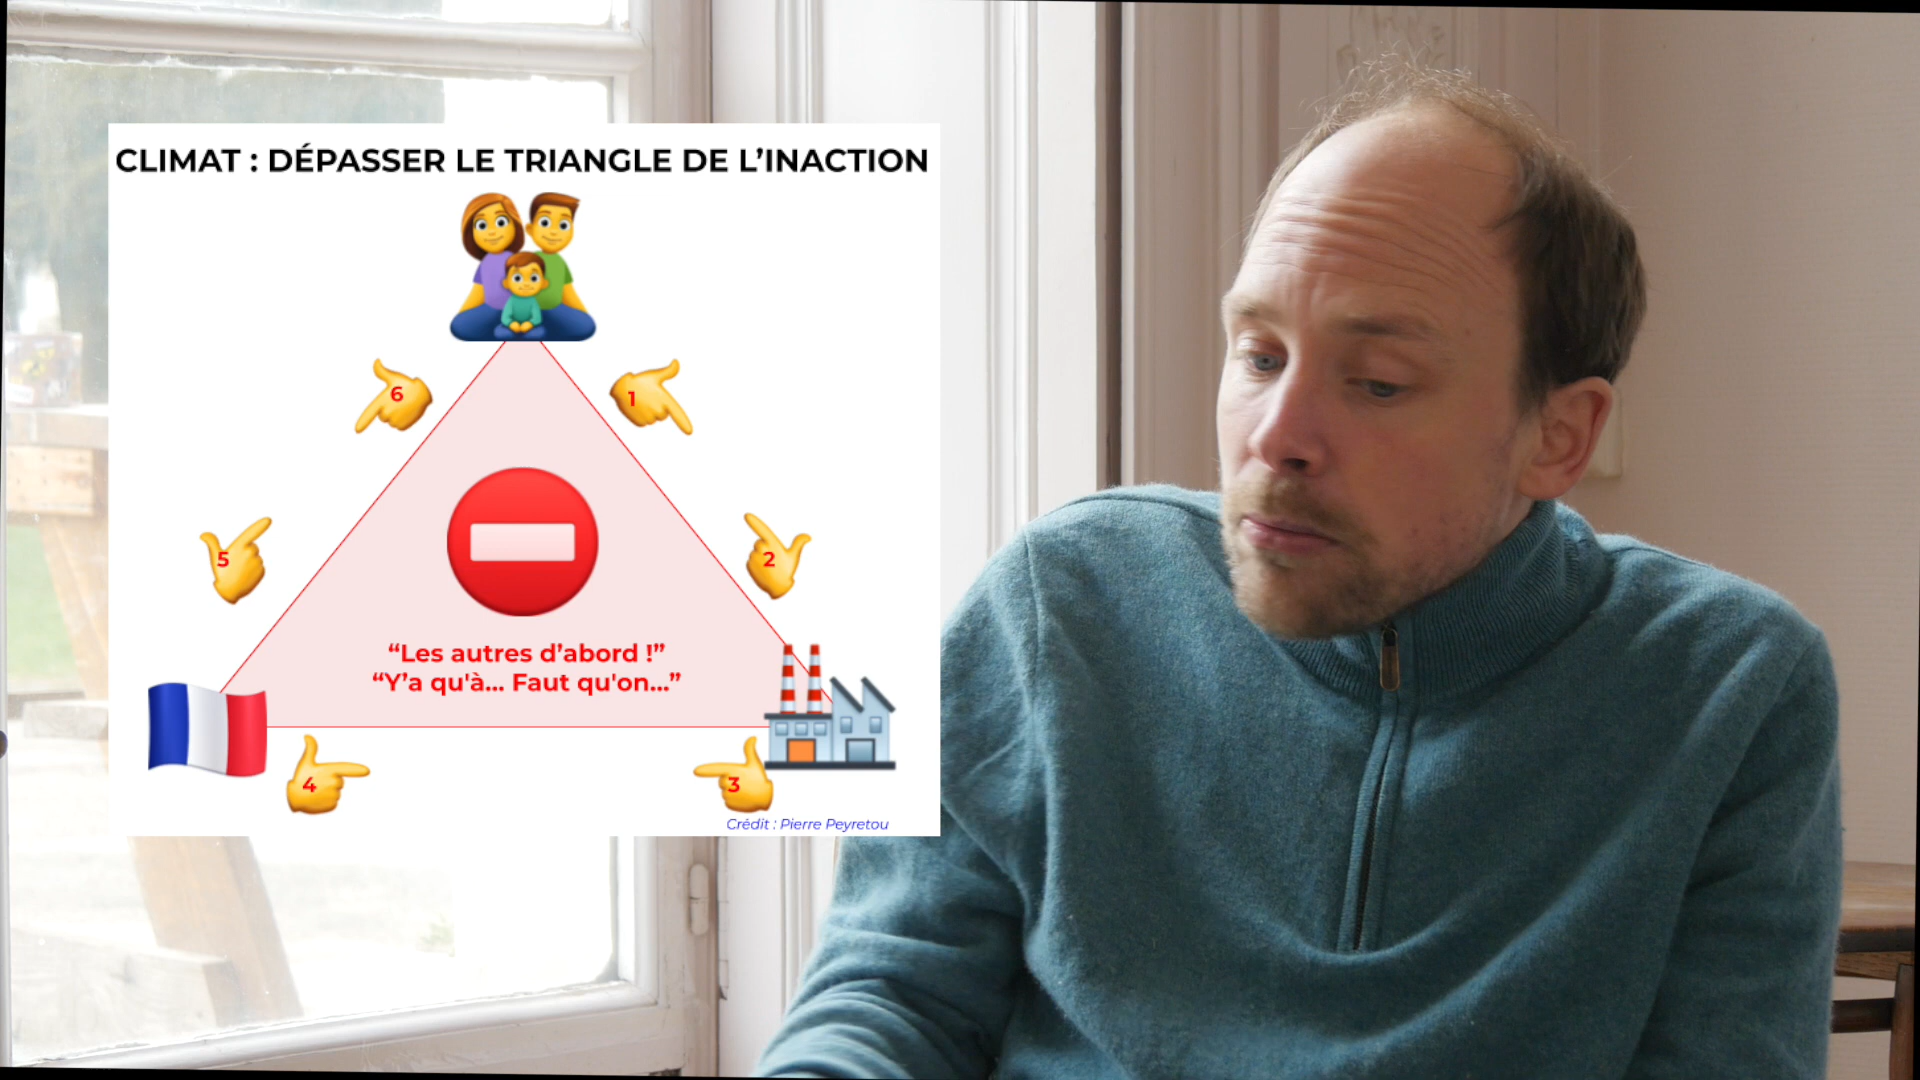 CLIMAT : DÉPASSER LE TRIANGLE DE L’INACTION
6
1
5
2
“Les autres d’abord !”
“Y’a qu'à... Faut qu'on...”
4
3
Crédit : Pierre Peyretou